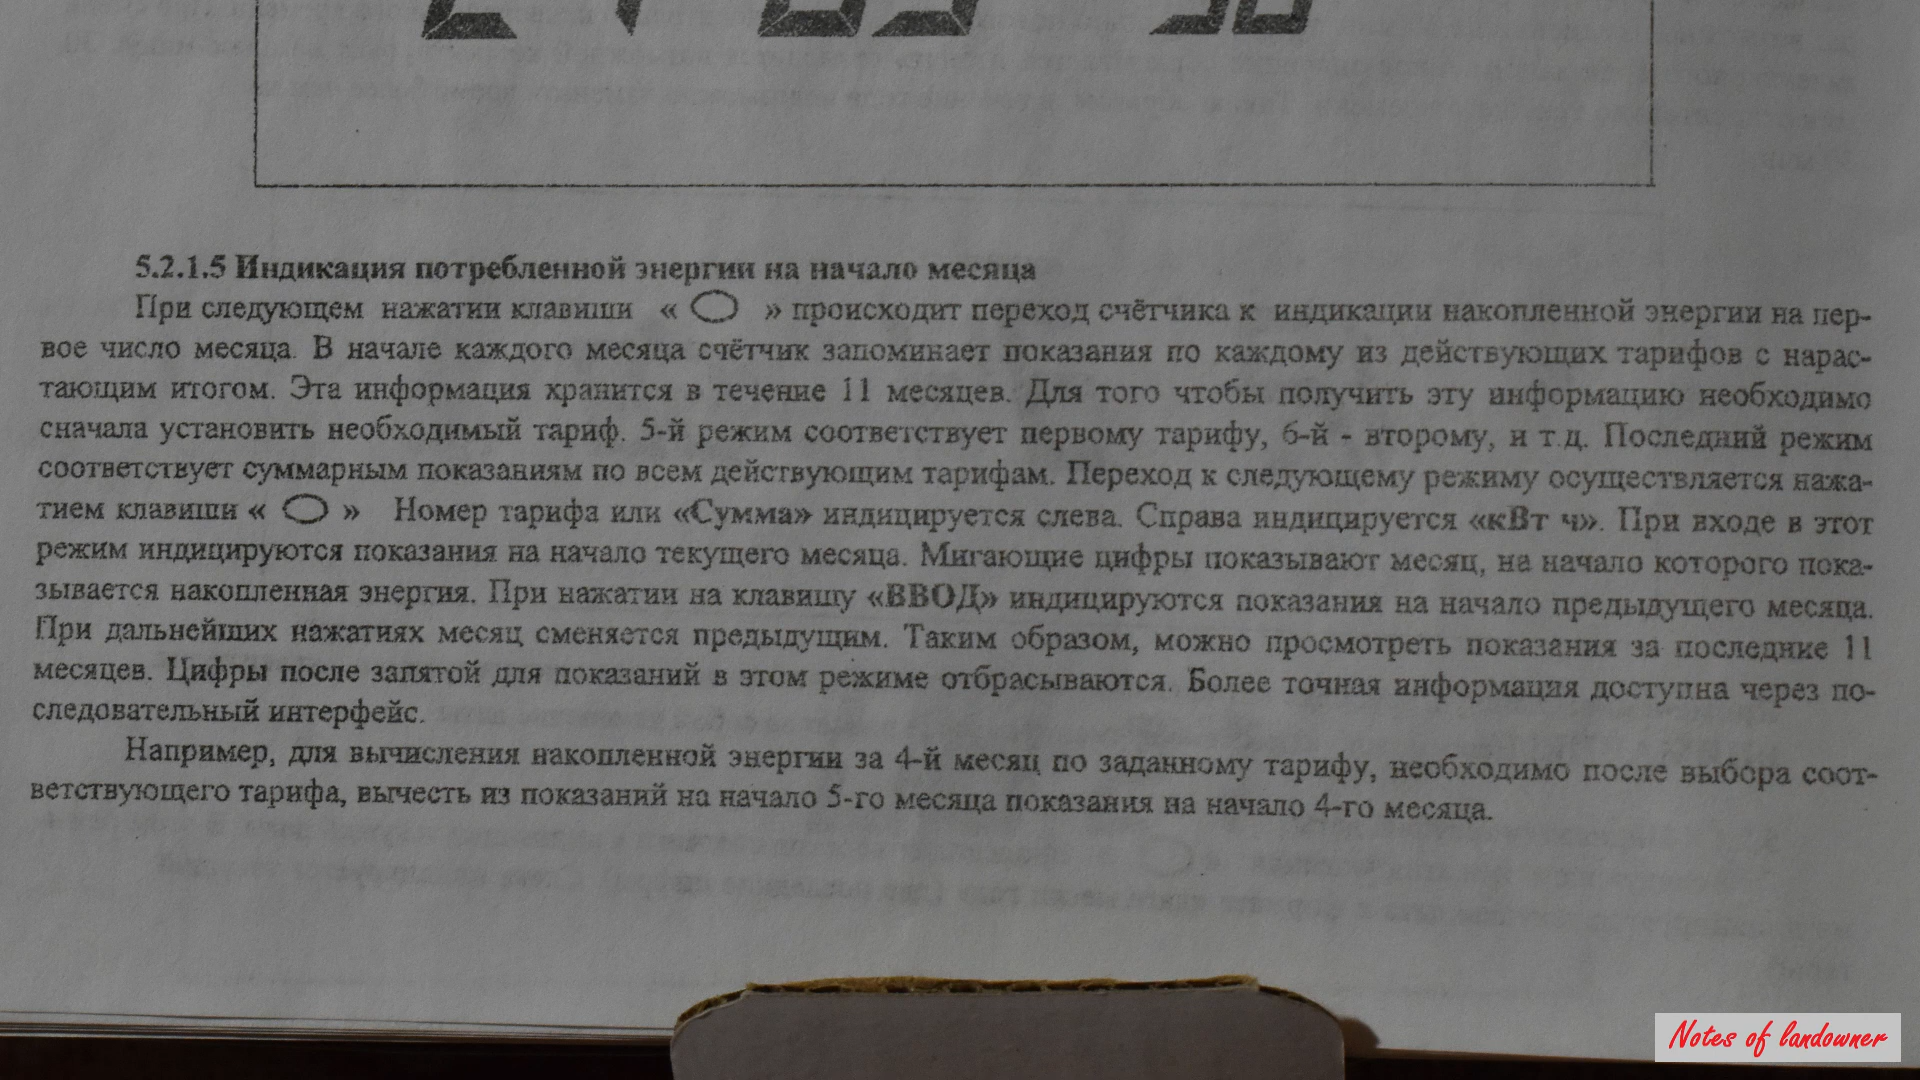 5.2.1.5 Индикация потребленной энергии на начало месяца
При следующем нажатии клавиши « » происходит переход счётчика к индикации накопленной энергии на пер-
вое число месяца. В начале каждого месяца счётчик запоминает показания по каждому из действующих тарифов с нарас-
тающим итогом. Эта информация хранится в течение 11 месяцев. Для того чтобы получить эту информацию необходимо
сначала установить необходимый тариф. 5-й режим соответствует первому тарифу, 6-й - второму, и т.д. Последний режим
соответствует суммарным показаниям по всем действующим тарифам. Переход к следующему режиму осуществляется нажа-
тием клавиши « » Номер тарифа или «Сумма» индицируется слева. Справа индицируется «кВт ч». При входе в этот
режим индицируются показания на начало текущего месяца. Мигающие цифры показывают месяц, на начало которого пока-
зывается накопленная энергия. При нажатии на клавишу «ВВОД» индицируются показания на начало предыдущего месяца.
При дальнейших нажатиях месяц сменяется предыдущим. Таким образом, можно просмотреть показания за последние 11
месяцев. Цифры после запятой для показаний в этом режиме отбрасываются. Более точная информация доступна через по-
следовательный интерфейс.
Например, для вычисления накопленной энергии за 4-й месяц по заданному тарифу, необходимо после выбора соот-
ветствующего тарифа, вычесть из показаний на начало 5-го месяца показания на начало 4-го месяца.
Notes of landowner